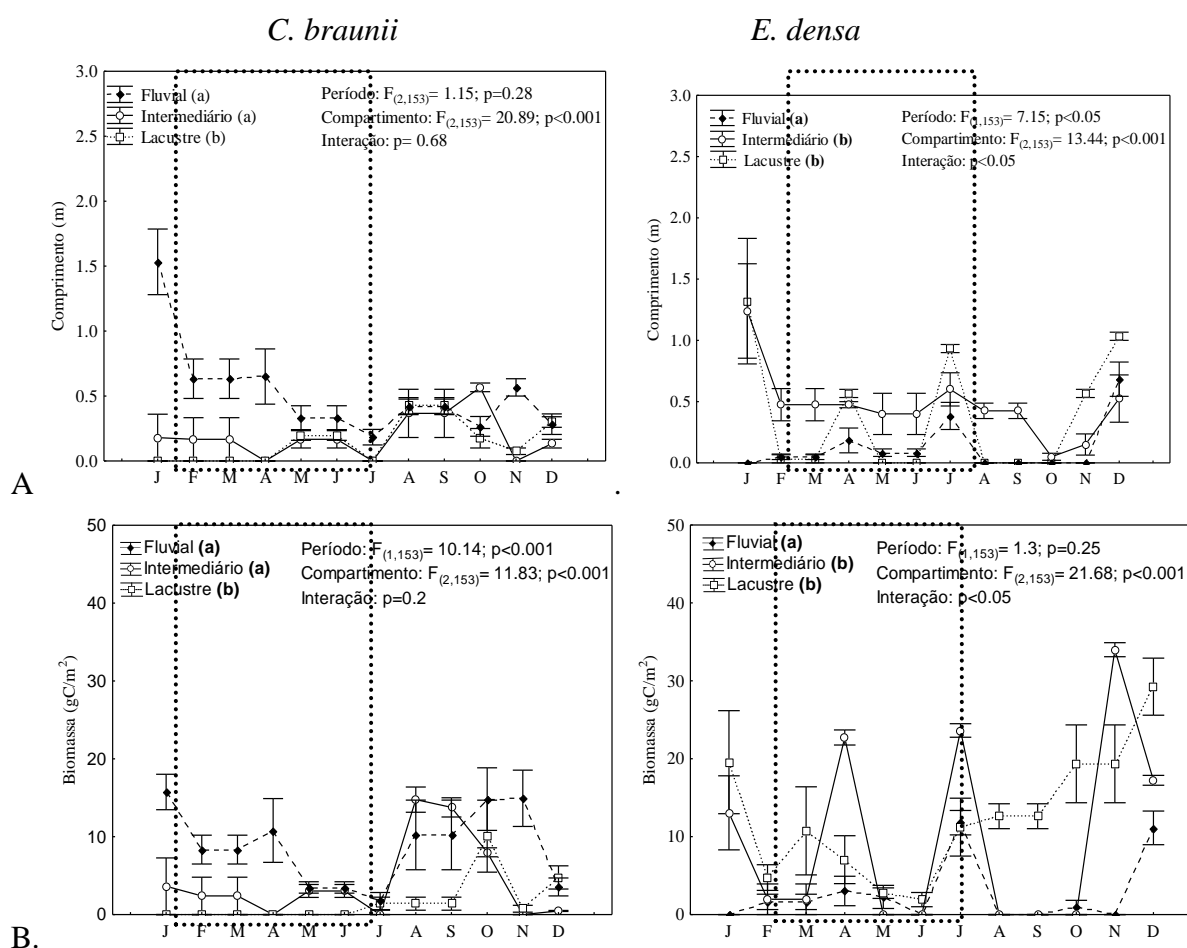 C. braunii
E. densa
3.0
2.5
2.0
1.5
1.0
0.5
0.0
Comprimento (m)
Fluvial (a)
Intermediário (a)
Lacustre (b)
Período: F(2,153)= 1.15; p=0.28
Compartimento: F(2,153)= 20.89; p<0.001
Interação: p= 0.68
J F M A M J J A S O N D
A
3.0
2.5
2.0
1.5
1.0
0.5
0.0
Comprimento (m)
Fluvial (a)
Intermediário (b)
Lacustre (b)
Período: F(1,153)= 7.15; p<0.05
Compartimento: F(2,153)= 13.44; p<0.001
Interação: p<0.05
J F M A M J J A S O N D
.
50
40
30
20
10
0
Biomassa (gC/m²)
Fluvial (a)
Intermediário (a)
Lacustre (b)
Período: F(1,153)= 10.14; p<0.001
Compartimento: F(2,153)= 11.83; p<0.001
Interação: p=0.2
J F M A M J J A S O N D
B.
50
40
30
20
10
0
Biomassa (gC/m²)
Fluvial (a)
Intermediário (b)
Lacustre (b)
Período: F(1,153)= 1.3; p=0.25
Compartimento: F(2,153)= 21.68; p<0.001
Interação: p<0.05
J F M A M J J A S O N D